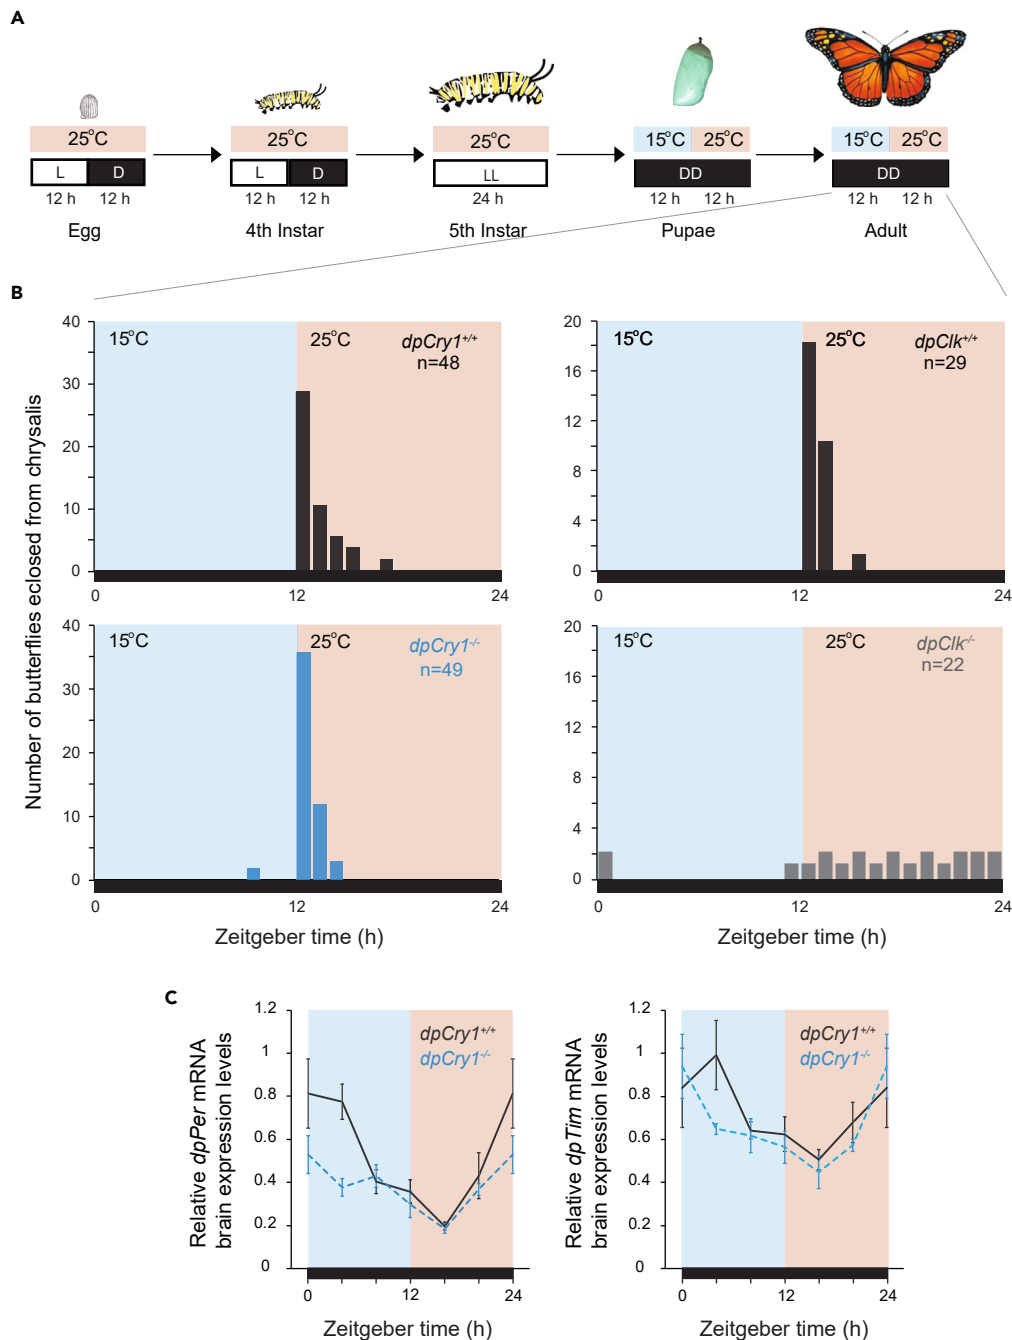 A
25°C
25°C
25°C
15°C 25°C
15°C 25°C
L D
L D
LL
DD
DD
12 h 12 h
12 h 12 h
24 h
12 h 12 h
12 h 12 h
Egg
4th Instar
5th Instar
Pupae
Adult
B
Number of butterflies eclosed from chrysalis
40
30
20
10
0
15°C
25°C
dpCry1+/+
n=48
0 12 24
20
16
12
8
4
0
15°C
25°C
dpClk+/+
n=29
0 12 24
40
30
20
10
0
15°C
25°C
dpCry1-/-
n=49
0 12 24
Zeitgeber time (h)
20
16
12
8
4
0
15°C
25°C
dpClk-/-
n=22
0 12 24
Zeitgeber time (h)
C
Relative dpPer mRNA
brain expression levels
1.2
1
0.8
0.6
0.4
0.2
0
dpCry1+/+
dpCry1-/-
0 12 24
Zeitgeber time (h)
Relative dpTim mRNA
brain expression levels
1.2
1
0.8
0.6
0.4
0.2
0
dpCry1+/+
dpCry1-/-
0 12 24
Zeitgeber time (h)